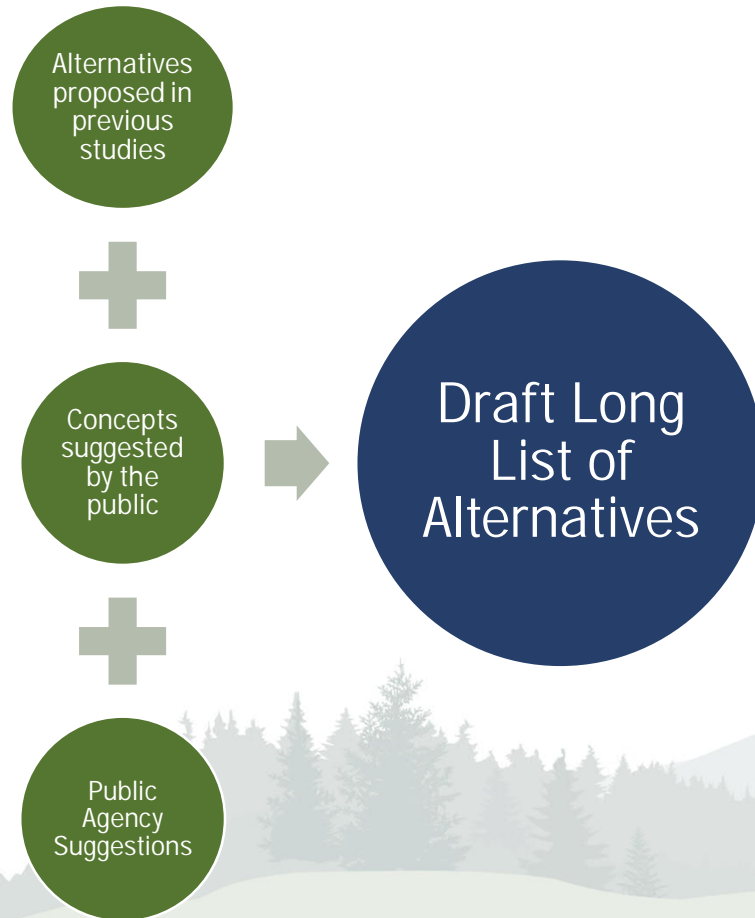 Alternatives
proposed in
previous
studies
Concepts
suggested
by the
public
Public
Agency
Suggestions
Draft Long
List of
Alternatives